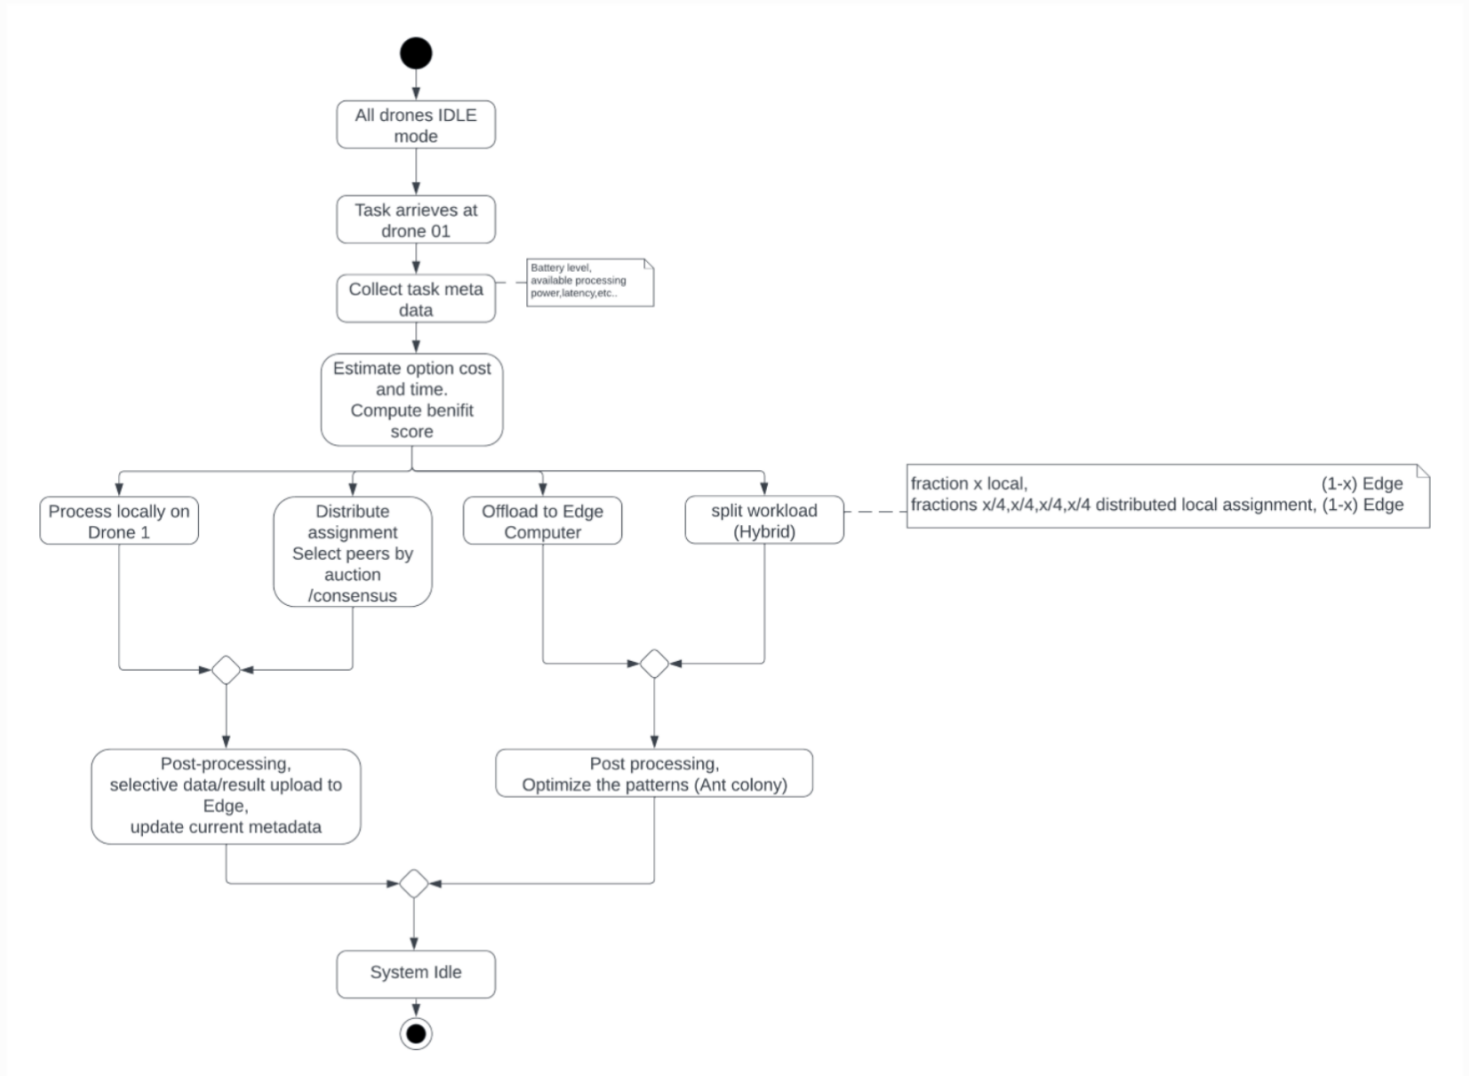 All drones IDLE
mode
Task arrieves at
drone 01
Collect task meta
data
Battery level,
available processing
power,latency,etc..
Estimate option cost
and time.
Compute benifit
score
Process locally on
Drone 1
Distribute
assignment
Select peers by
auction
/consensus
Offload to Edge
Computer
split workload
(Hybrid)
fraction x local, (1-x) Edge
fractions x/4,x/4,x/4,x/4 distributed local assignment, (1-x) Edge
Post-processing,
selective data/result upload to
Edge,
update current metadata
Post processing,
Optimize the patterns (Ant colony)
System Idle